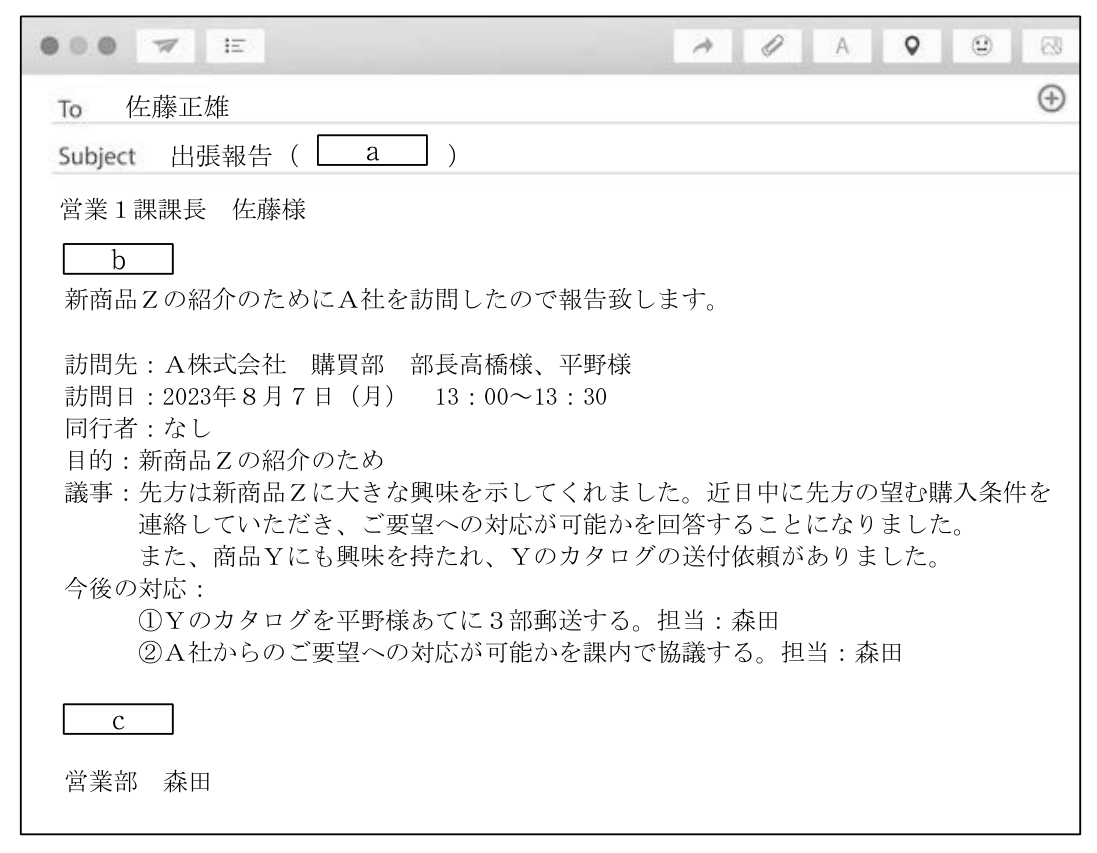 A
To 佐藤正雄
Subject 出張報告（ a ）
営業１課課長　佐藤様
b
新商品Ｚの紹介のためにＡ社を訪問したので報告致します。
訪問先：Ａ株式会社　購買部　部長高橋様、平野様
訪問日：2023年８月７日（月）　13：00～13：30
同行者：なし
目的：新商品Ｚの紹介のため
議事：先方は新商品Ｚに大きな興味を示してくれました。近日中に先方の望む購入条件を
連絡していただき、ご要望への対応が可能かを回答することになりました。
また、商品Ｙにも興味を持たれ、Ｙのカタログの送付依頼がありました。
今後の対応：
①Ｙのカタログを平野様あてに３部郵送する。担当：森田
②Ａ社からのご要望への対応が可能かを課内で協議する。担当：森田
c
営業部　森田